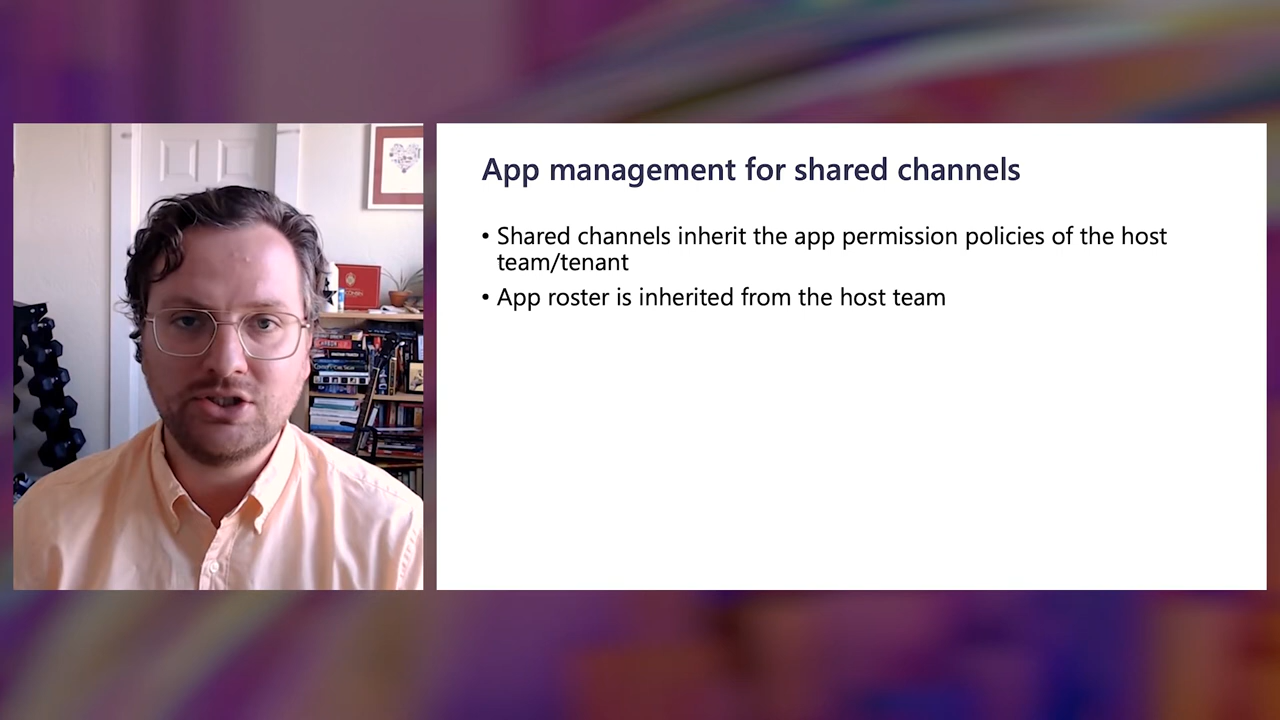 App management for shared channels
• Shared channels inherit the app permission policies of the host
team/tenant
• App roster is inherited from the host team